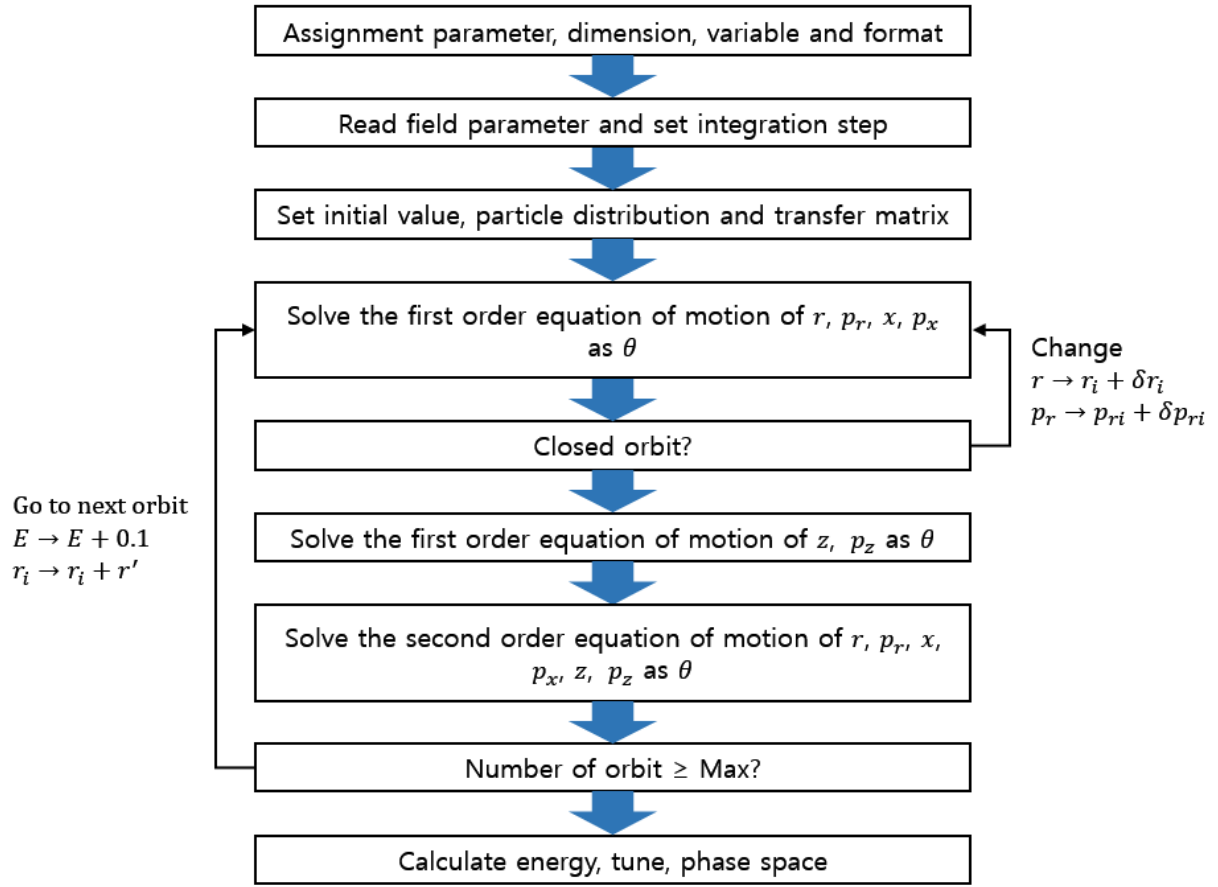 Assignment parameter, dimension, variable and format
Read field parameter and set integration step
Set initial value, particle distribution and transfer matrix
Solve the first order equation of motion of r, p_r, x, p_x
as θ
Change
r → r_i + δr_i
p_r → p_ri + δp_ri
Closed orbit?
Go to next orbit
E → E + 0.1
r_i → r_i + r′
Solve the first order equation of motion of z, p_z as θ
Solve the second order equation of motion of r, p_r, x,
p_x, z, p_z as θ
Number of orbit ≥ Max?
Calculate energy, tune, phase space